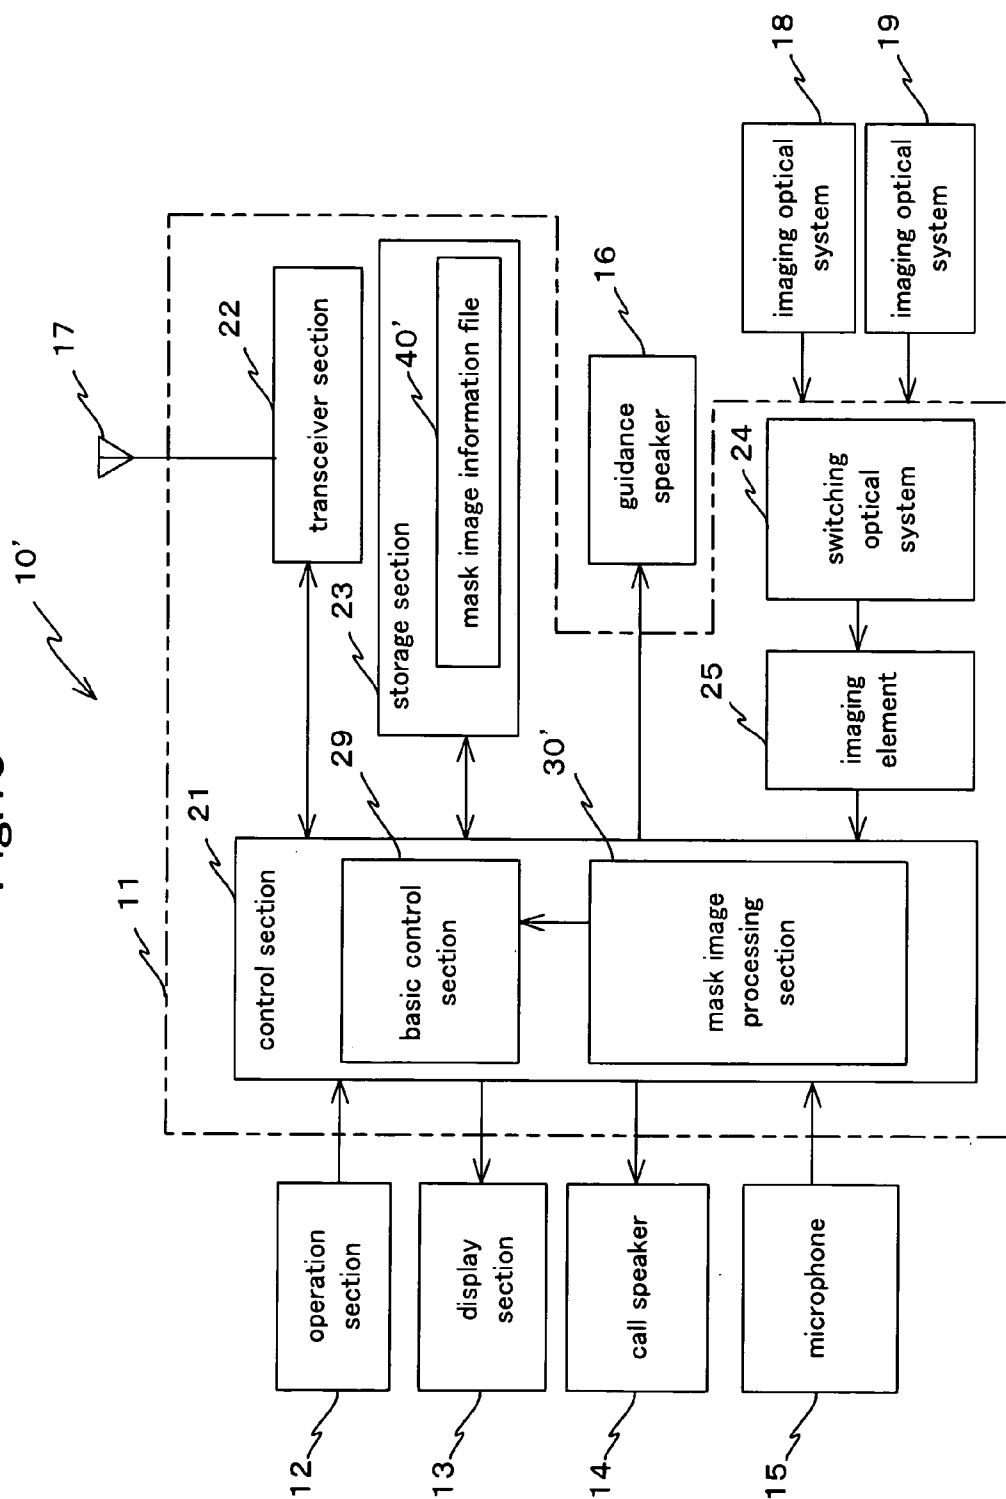 10'
17
11
21
22
12
operation
section
control section
transceiver section
29
23
basic control
section
storage section
40'
mask image information file
13
display
section
30'
16
14
call speaker
mask image
processing
section
guidance
speaker
25
24
18
15
microphone
imaging
element
switching
optical
system
imaging optical
system
19
imaging optical
system